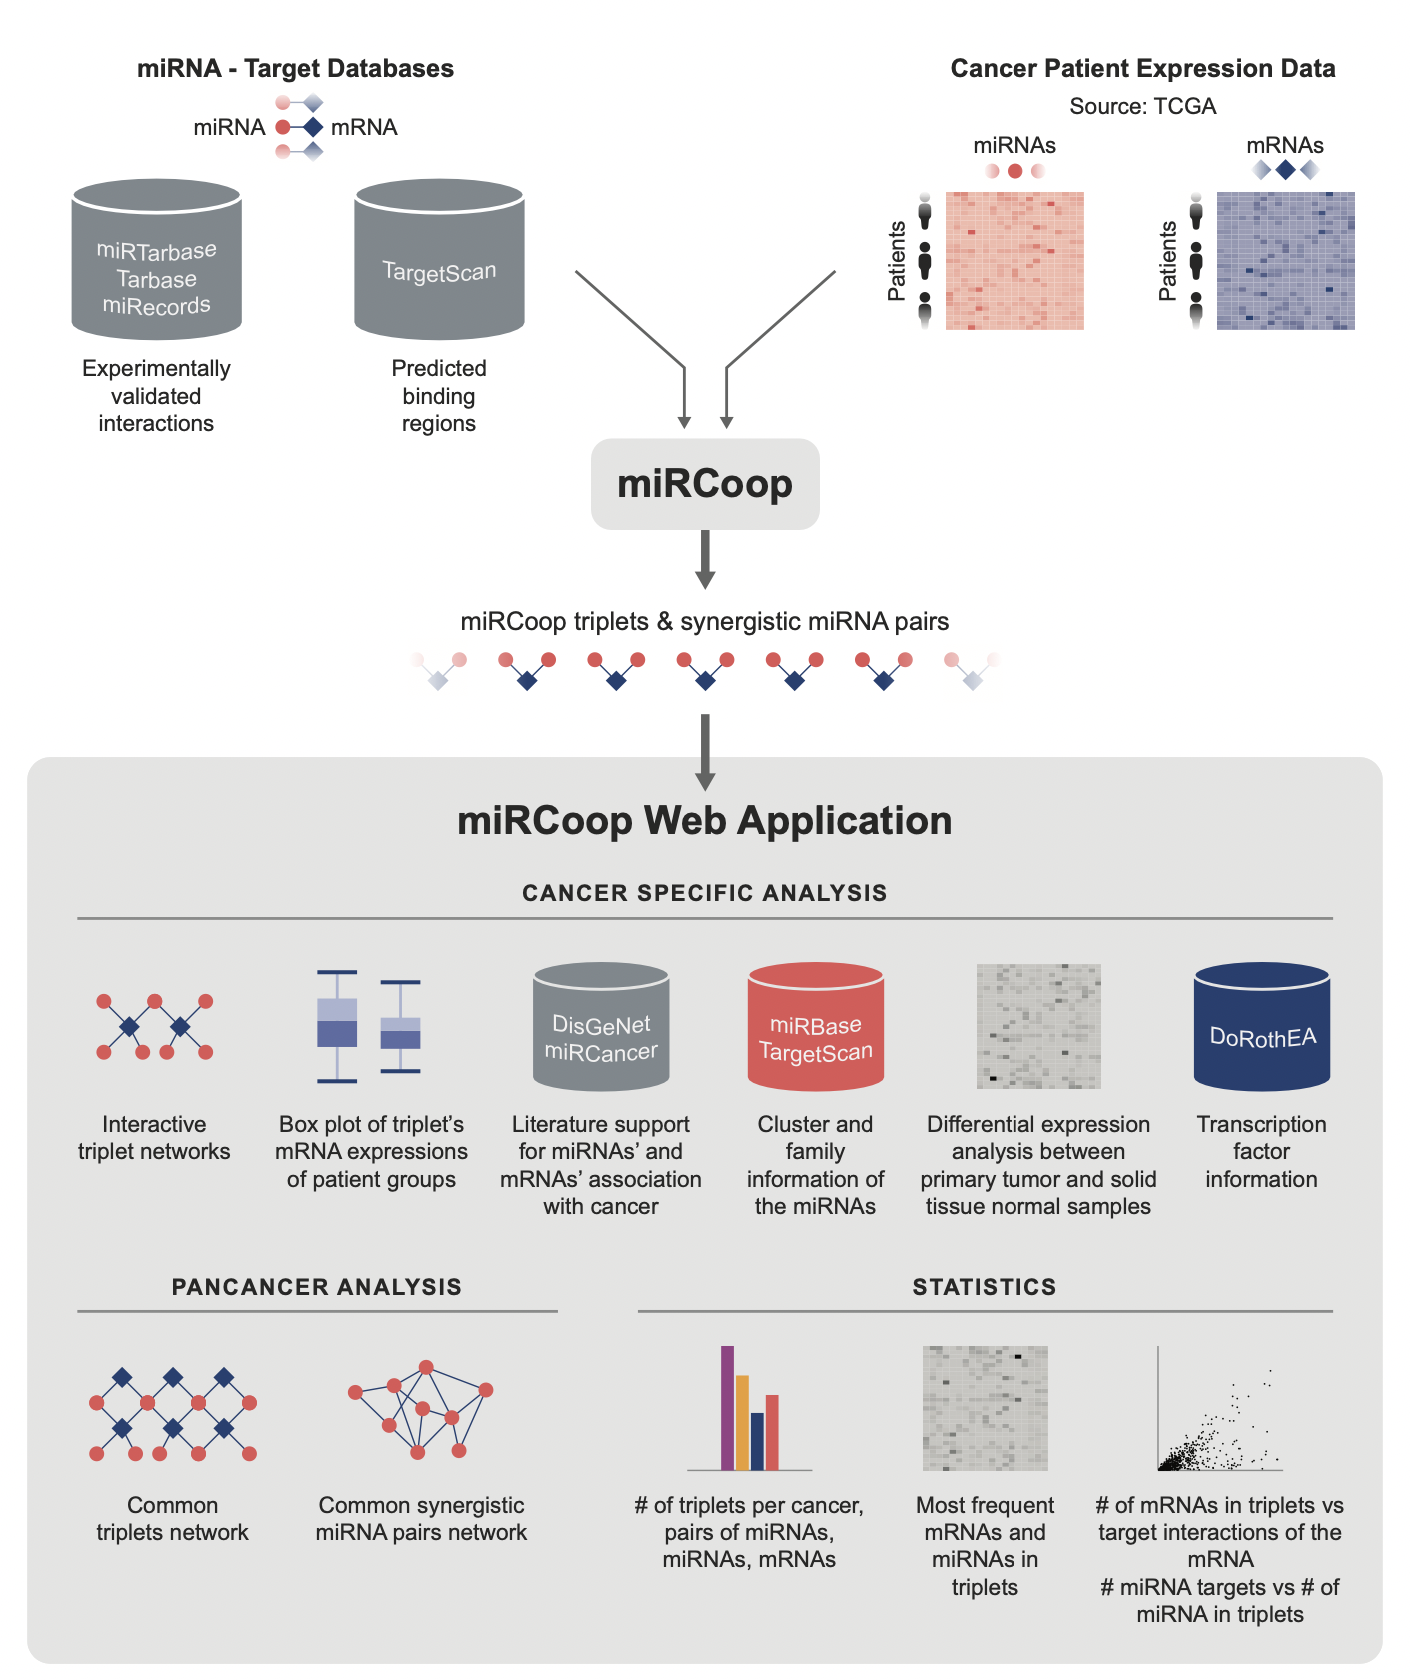 miRNA - Target Databases
miRNA
mRNA
miRTarbase
Tarbase
miRecords
TargetScan
Experimentally
validated
interactions
Predicted
binding
regions
Cancer Patient Expression Data
Source: TCGA
miRNAs
mRNAs
Patients
Patients
miRCoop
miRCoop triplets & synergistic miRNA pairs
miRCoop Web Application
CANCER SPECIFIC ANALYSIS
DisGeNet
miRCancer
miRBase
TargetScan
DoRothEA
Interactive
triplet networks
Box plot of triplet’s
mRNA expressions
of patient groups
Literature support
for miRNAs’ and
mRNAs’ association
with cancer
Cluster and
family
information of
the miRNAs
Differential expression
analysis between
primary tumor and solid
tissue normal samples
Transcription
factor
information
PANCANCER ANALYSIS
Common
triplets network
Common synergistic
miRNA pairs network
STATISTICS
# of triplets per cancer,
pairs of miRNAs,
miRNAs, mRNAs
Most frequent
mRNAs and
miRNAs in
triplets
# of mRNAs in triplets vs
target interactions of the
mRNA
# miRNA targets vs # of
miRNA in triplets